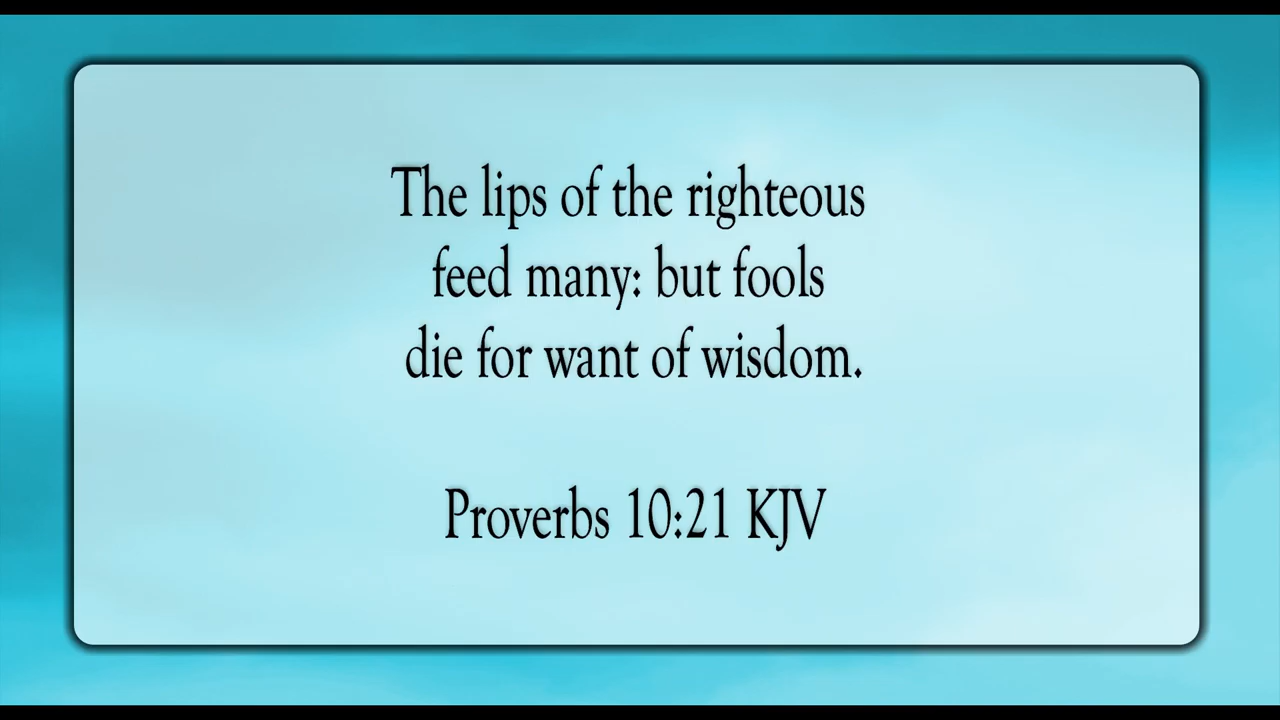 The lips of the righteous
feed many: but fools
die for want of wisdom.
Proverbs 10:21 KJV